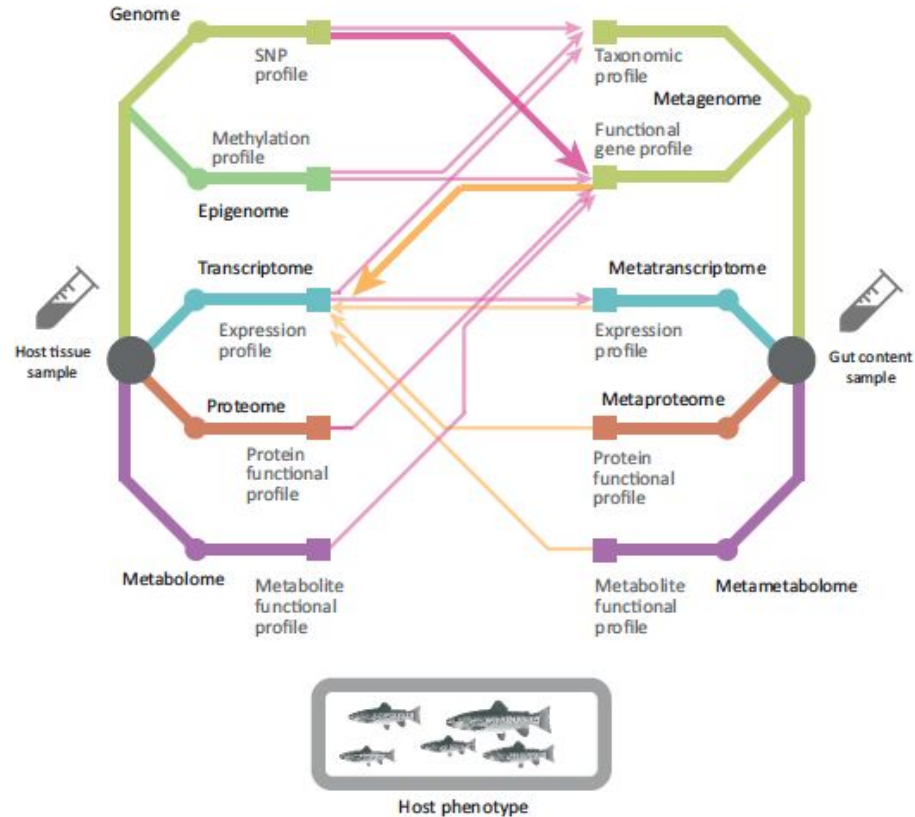 Genome
SNP
profile
Taxonomic
profile
Metagenome
Methylation
profile
Functional
gene profile
Epigenome
Transcriptome
Metatranscriptome
Expression
profile
Expression
profile
Host tissue
sample
Gut content
sample
Proteome
Metaproteome
Protein
functional
profile
Protein
functional
profile
Metabolome
Metabolite
functional
profile
Metabolite
functional
profile
Metametabolome
Host phenotype